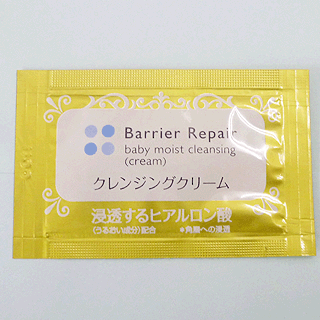 Barrier Repair
baby moist cleansing
(cream)
クレンジングクリーム
浸透するヒアルロン酸
(うるおい成分)配合 *角層への浸透